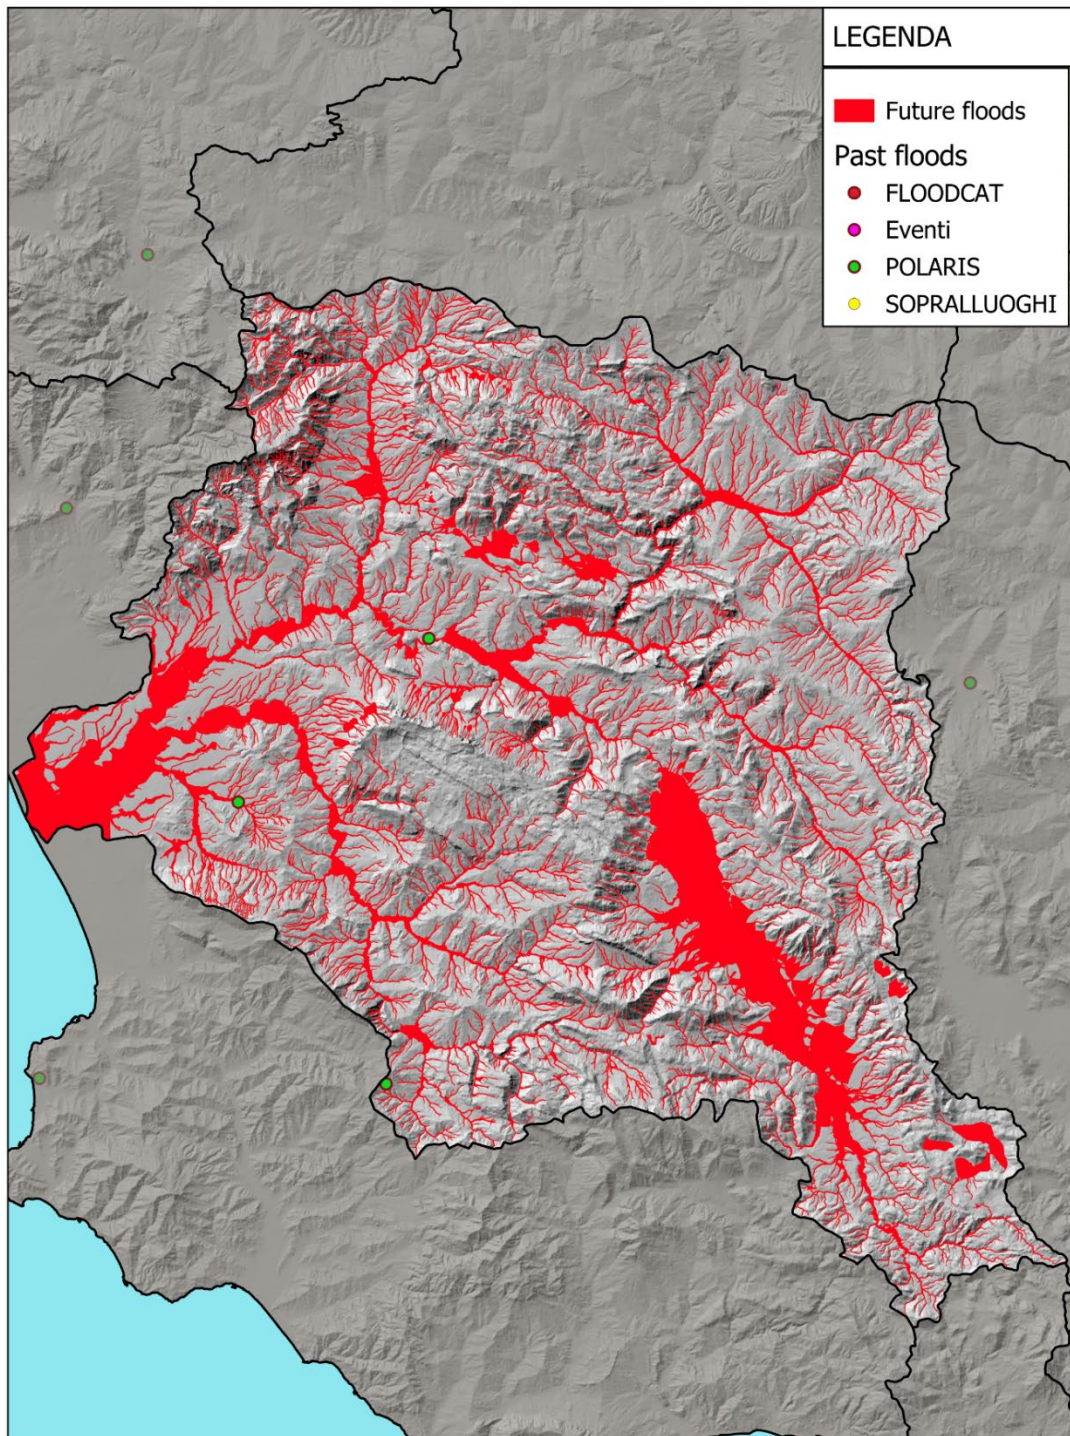 LEGENDA
Future floods
Past floods
FLOODCAT
Eventi
POLARIS
SOPRALLUOGHI